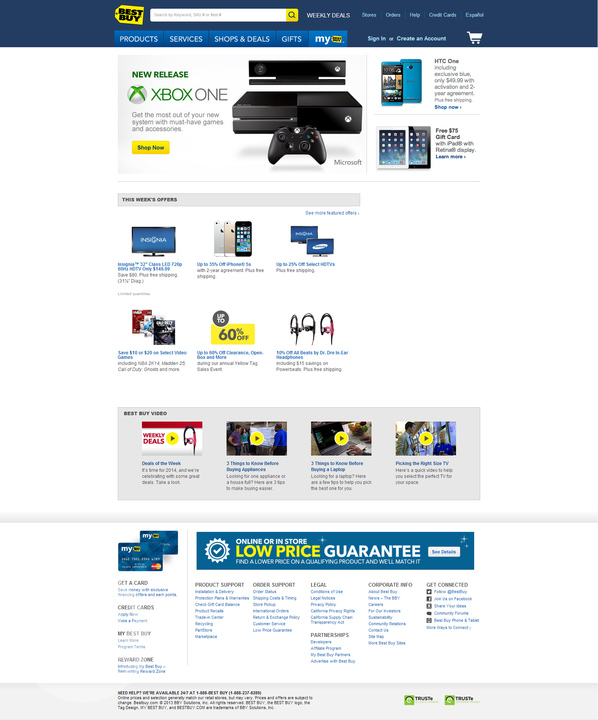 BEST BUY
Search by Keyword, SKU # or Item #
WEEKLY DEALS
Stores
Orders
Help
Credit Cards
Español
PRODUCTS
SERVICES
SHOPS & DEALS
GIFTS
my BEST BUY
Sign In or Create an Account
NEW RELEASE
XBOX ONE
Get the most out of your new
system with must-have games
and accessories.
Shop Now
Microsoft
HTC One
including
exclusive blue,
only $49.99 with
activation and 2-
year agreement.
Plus free shipping.
Shop now ›
Free $75
Gift Card
with iPad® with
Retina® display.
Learn more ›
THIS WEEK'S OFFERS
See more featured offers ›
INSIGNIA
Insignia™ 32" Class LED 720p
60Hz HDTV Only $149.99
Save $80. Plus free shipping.
(31½" Diag.)
Limited quantities.
Up to 35% Off iPhone® 5s
with 2-year agreement. Plus free
shipping.
INSIGNIA
SAMSUNG
Up to 25% Off Select HDTVs
Plus free shipping.
Save $10 or $20 on Select Video
Games
including NBA 2K14, Madden 25
Call of Duty: Ghosts and more.
UP TO
60% OFF
Up to 60% Off Clearance, Open-
Box and More
during our annual Yellow Tag
Sales Event.
10% Off All Beats by Dr. Dre In-Ear
Headphones
including $15 savings on
Powerbeats. Plus free shipping.
BEST BUY VIDEO
WEEKLY
DEALS
Deals of the Week
It's time for 2014, and we're
celebrating with some great
deals. Take a look.
3 Things to Know Before
Buying Appliances
Looking for one appliance or
a house full? Here are 3 tips
to make buying easier.
3 Things to Know Before
Buying a Laptop
Looking for a laptop? Here
are a few tips to help you pick
the best one for you.
Picking the Right Size TV
Here's a quick video to help
you select the perfect TV for
your space.
my BEST BUY
my BEST BUY
ONLINE OR IN STORE
LOW PRICE GUARANTEE
FIND A LOWER PRICE ON A QUALIFYING PRODUCT AND WE'LL MATCH IT
See Details
GET A CARD
Save money with exclusive
financing offers and earn points.
CREDIT CARDS
Apply Now
Make a Payment
MY BEST BUY
Learn More
Program Terms
REWARD ZONE
Introducing My Best Buy –
Reinventing Reward Zone
PRODUCT SUPPORT
Installation & Delivery
Protection Plans & Warranties
Check Gift Card Balance
Product Recalls
Trade-in Center
Recycling
PartStore
Marketplace
ORDER SUPPORT
Order Status
Shipping Costs & Timing
Store Pickup
International Orders
Return & Exchange Policy
Customer Service
Low Price Guarantee
LEGAL
Conditions of Use
Legal Notices
Privacy Policy
California Privacy Rights
California Supply Chain
Transparency Act
PARTNERSHIPS
Developers
Affiliate Program
My Best Buy Partners
Advertise with Best Buy
CORPORATE INFO
About Best Buy
News – The BBY
Careers
For Our Investors
Sustainability
Community Relations
Contact Us
Site Map
More Best Buy Sites
GET CONNECTED
Follow @BestBuy
Join Us on Facebook
Share Your Ideas
Community Forums
Best Buy Phone & Tablet
More Ways to Connect ›
NEED HELP? WE'RE AVAILABLE 24/7 AT 1-888-BEST BUY (1-888-237-8289)
Online prices and selection generally match our retail stores, but may vary. Prices and offers are subject to
change. Bestbuy.com: © 2013 BBY Solutions, Inc. All rights reserved. BEST BUY, the BEST BUY logo, the
Tag Design, MY BEST BUY, and BESTBUY.COM are trademarks of BBY Solutions, Inc.
TRUSTe
TRUSTe